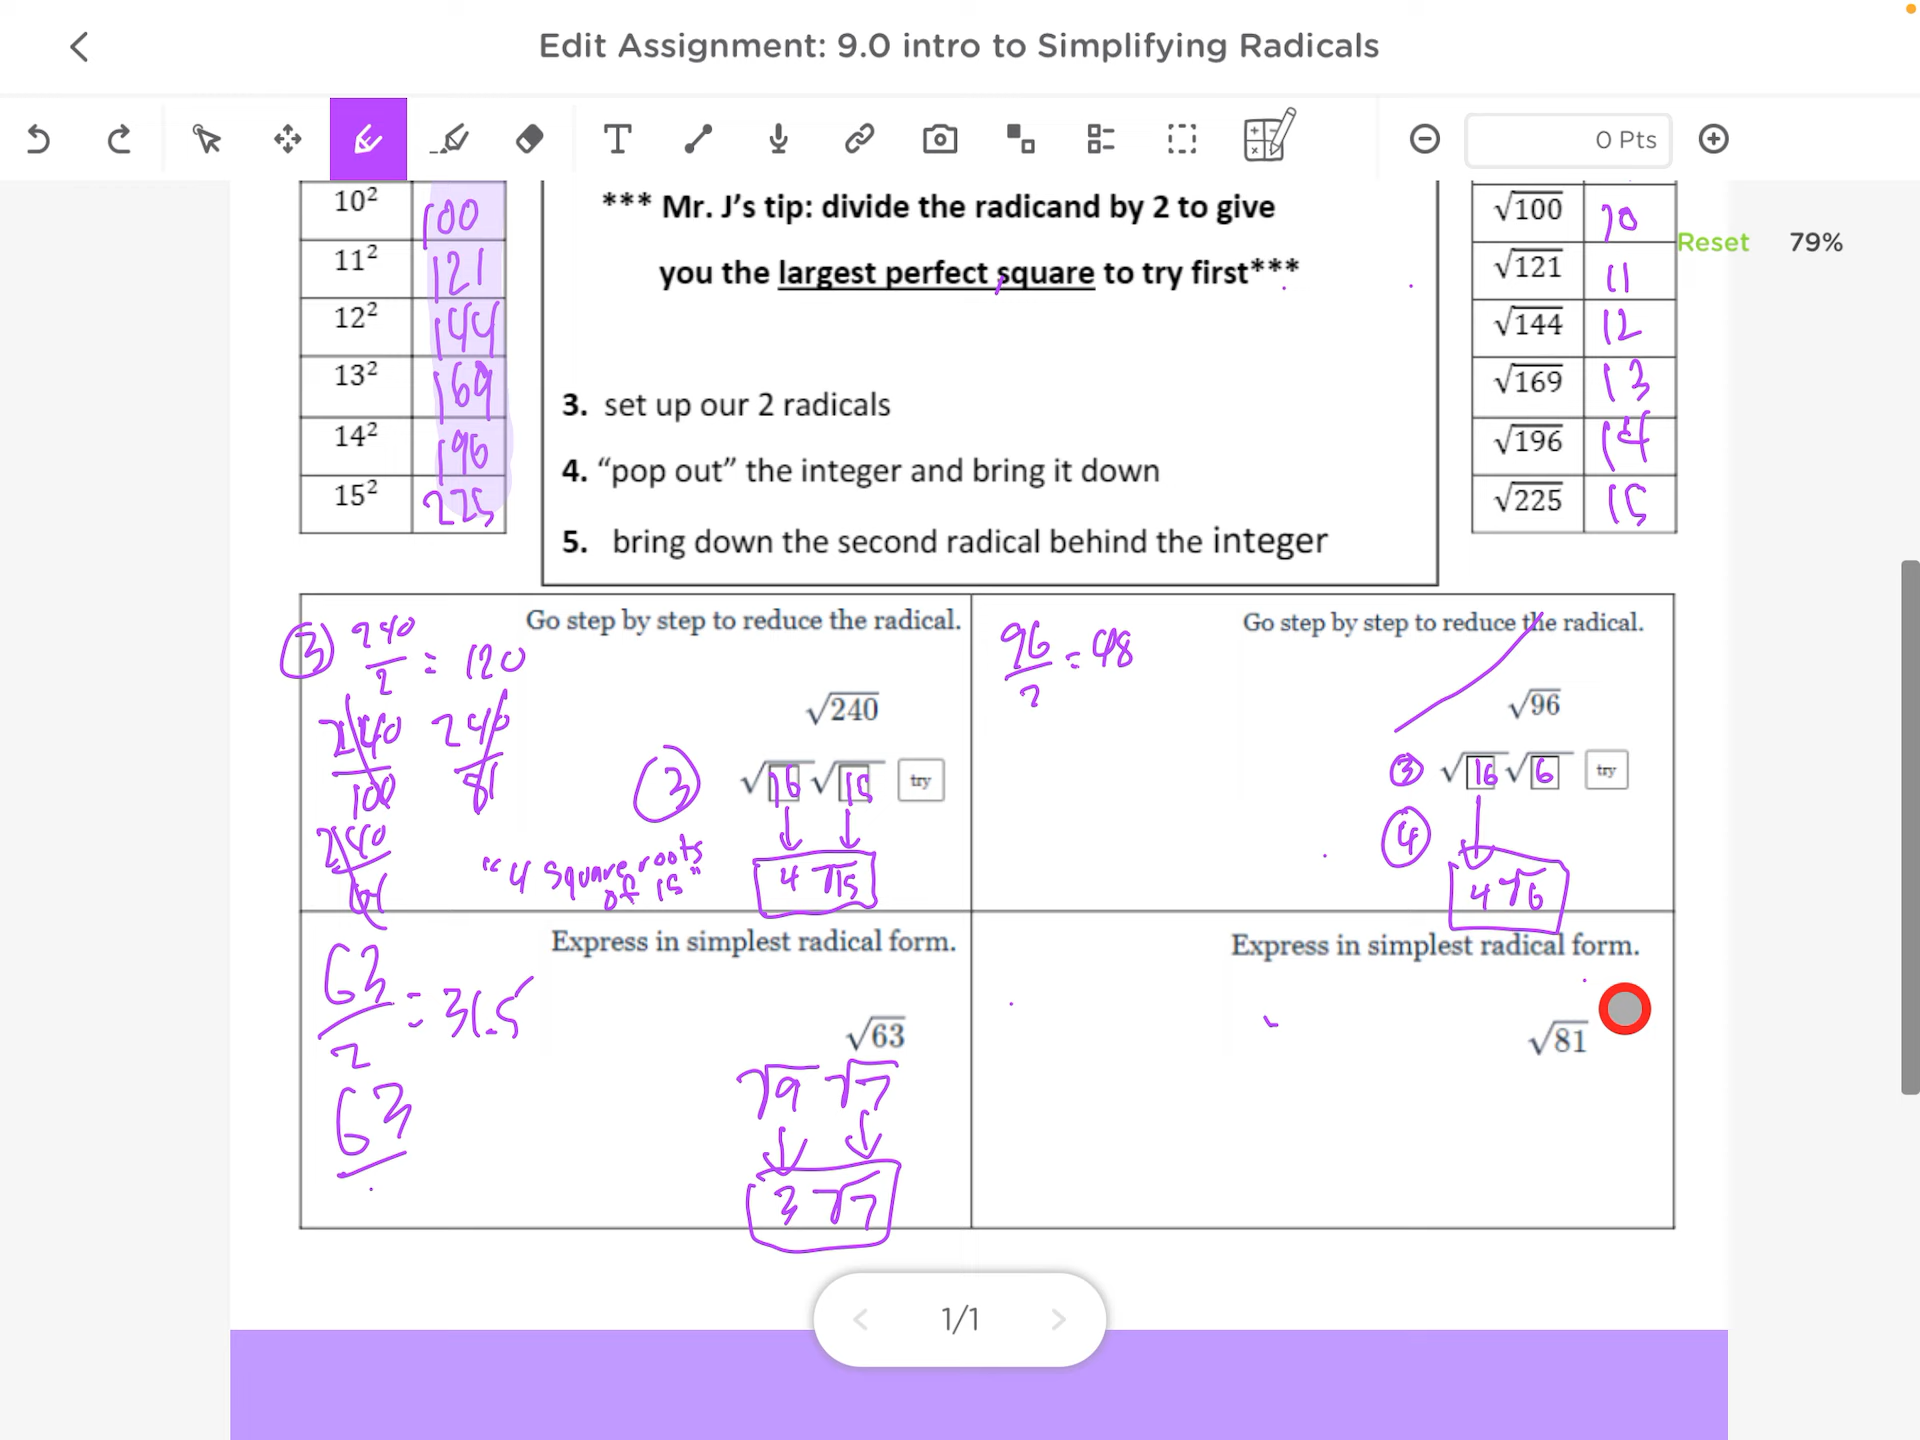 Edit Assignment: 9.0 intro to Simplifying Radicals
T
0 Pts
Reset 79%
10² 100
11² 121
12² 144
13² 169
14² 196
15² 225
*** Mr. J's tip: divide the radicand by 2 to give
you the largest perfect square to try first***
3. set up our 2 radicals
4. "pop out" the integer and bring it down
5. bring down the second radical behind the integer
√100 10
√121 11
√144 12
√169 13
√196 14
√225 15
Go step by step to reduce the radical.
③ 240/2 = 120
√240
240/100 240/81
③ √16 √15 try
240/64
"4 square roots of 15"
4 √15
Go step by step to reduce the radical.
96/2 = 48
√96
③ √16 √6 try
④
4 √6
Express in simplest radical form.
63/2 = 31.5
√63
√9 √7
63
3 √7
Express in simplest radical form.
√81
1/1